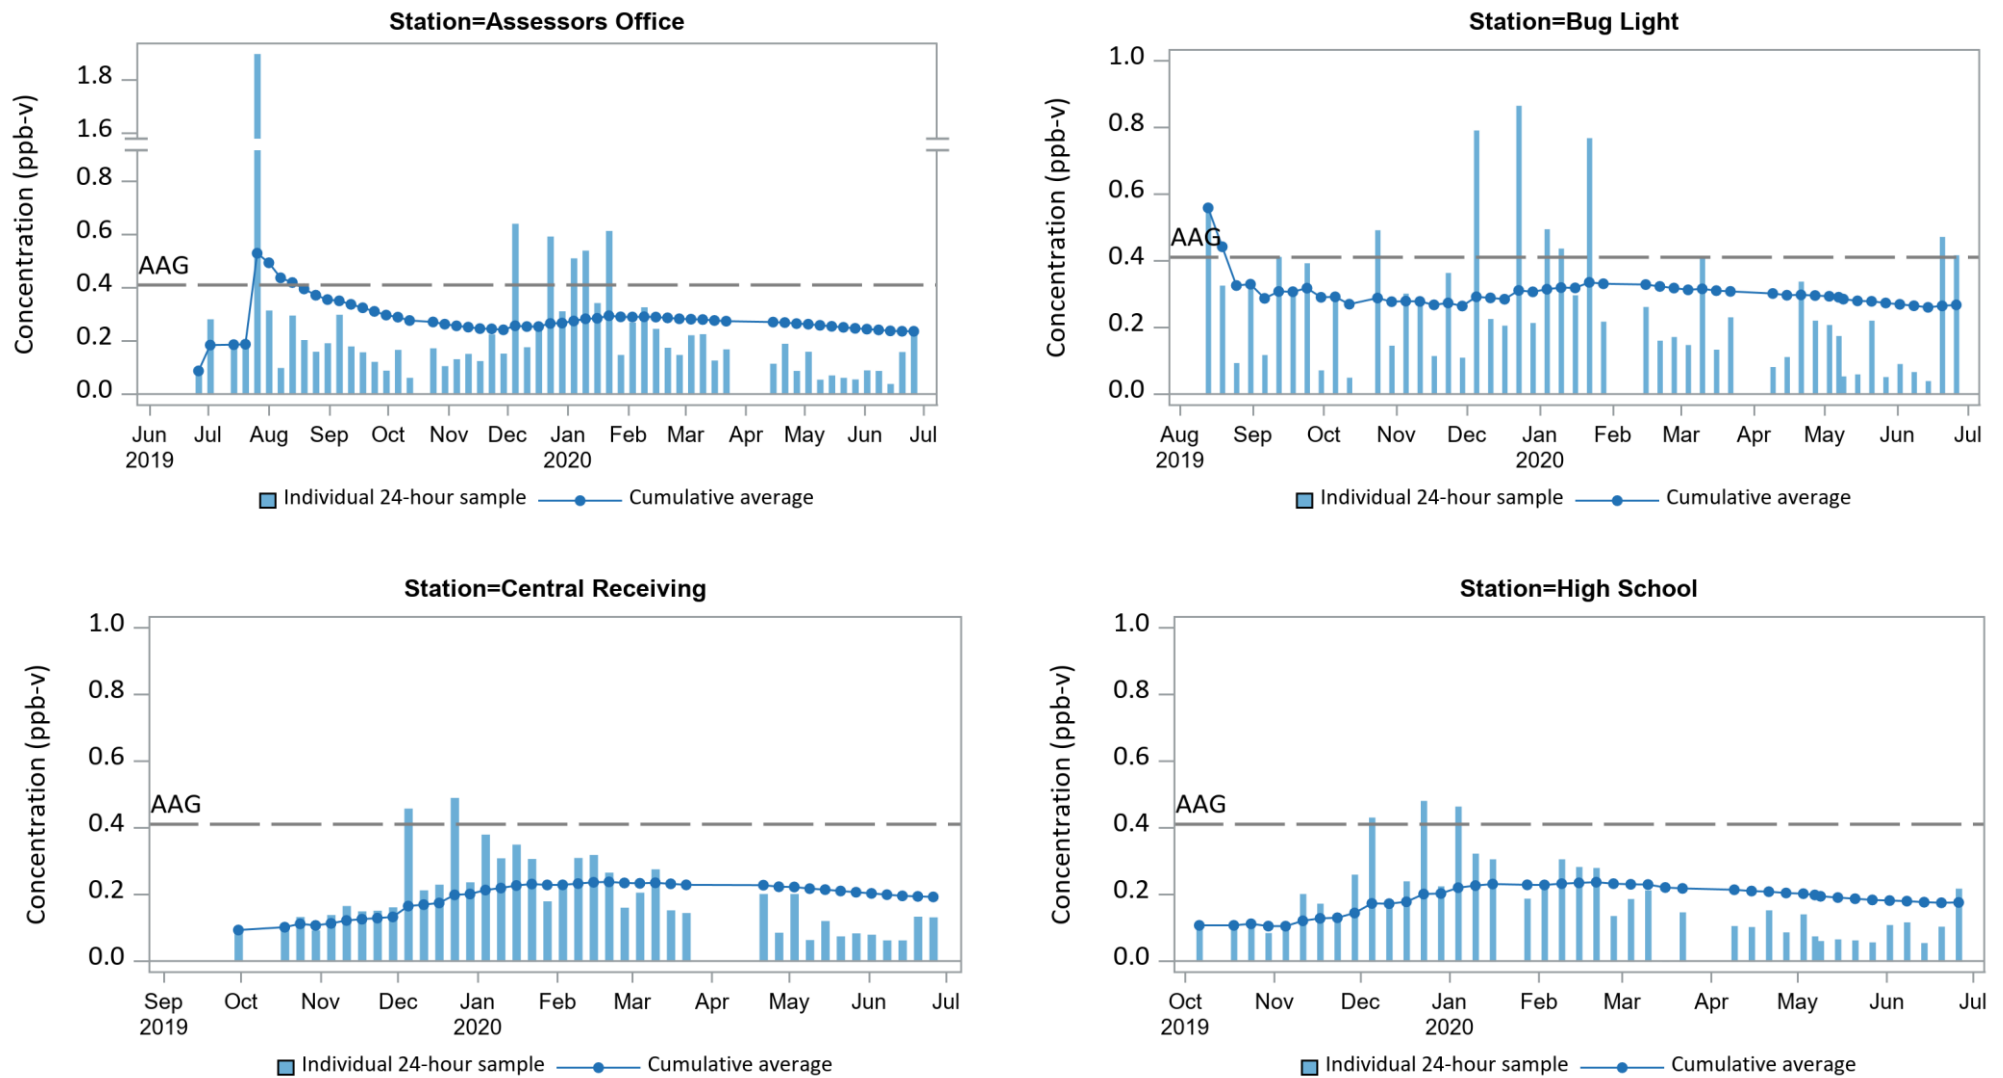 Station=Assessors Office
Concentration (ppb-v)
1.8
1.6
0.8
0.6
0.4
0.2
0.0
AAG
Jun Jul Aug Sep Oct Nov Dec Jan Feb Mar Apr May Jun Jul
2019 2020
Individual 24-hour sample Cumulative average
Station=Bug Light
Concentration (ppb-v)
1.0
0.8
0.6
0.4
0.2
0.0
AAG
Aug Sep Oct Nov Dec Jan Feb Mar Apr May Jun Jul
2019 2020
Individual 24-hour sample Cumulative average
Station=Central Receiving
Concentration (ppb-v)
1.0
0.8
0.6
0.4
0.2
0.0
AAG
Sep Oct Nov Dec Jan Feb Mar Apr May Jun Jul
2019 2020
Individual 24-hour sample Cumulative average
Station=High School
Concentration (ppb-v)
1.0
0.8
0.6
0.4
0.2
0.0
AAG
Oct Nov Dec Jan Feb Mar Apr May Jun Jul
2019 2020
Individual 24-hour sample Cumulative average